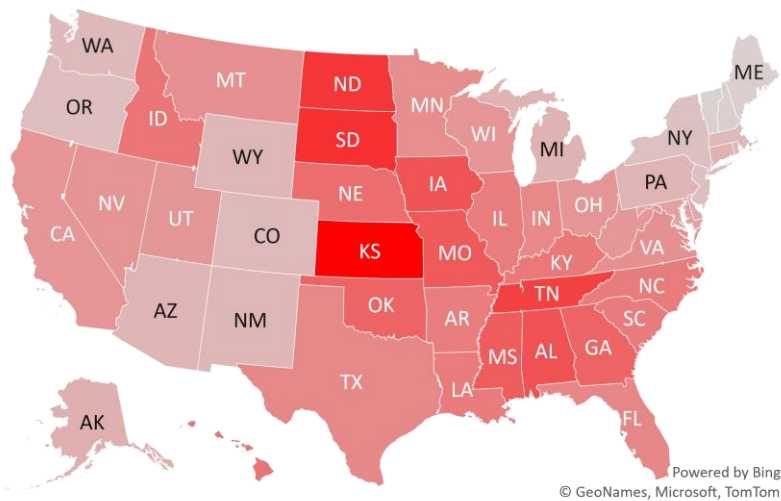 WA
ME
MT
ND
MN
OR
ID
SD
WI
NY
MI
WY
IA
PA
NE
NV
UT
IL
IN
OH
CO
CA
KS
MO
VA
KY
NC
TN
OK
AZ
NM
AR
SC
MS
AL
GA
TX
LA
AK
FL
Powered by Bing
© GeoNames, Microsoft, TomTom